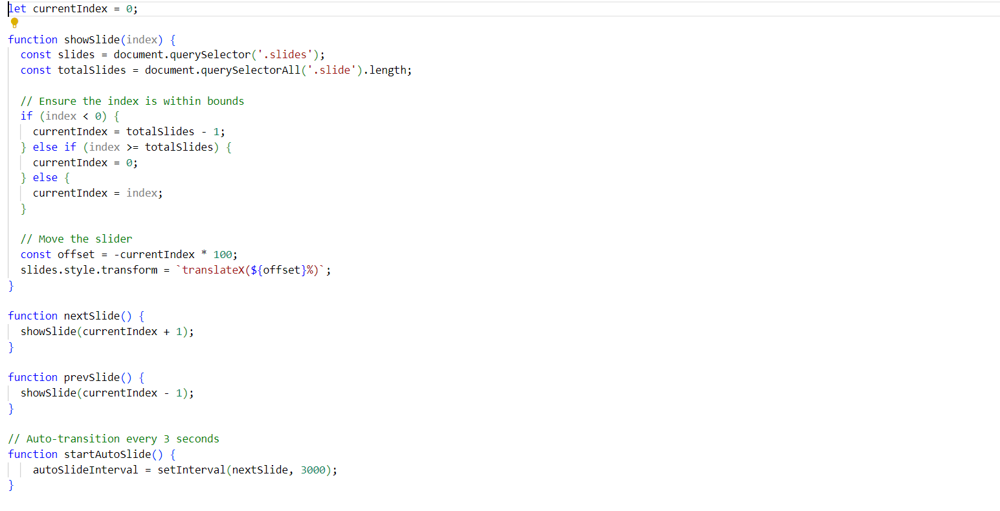 let currentIndex = 0;
function showSlide(index) {
const slides = document.querySelector('.slides');
const totalSlides = document.querySelectorAll('.slide').length;
// Ensure the index is within bounds
if (index < 0) {
currentIndex = totalSlides - 1;
} else if (index >= totalSlides) {
currentIndex = 0;
} else {
currentIndex = index;
}
// Move the slider
const offset = -currentIndex * 100;
slides.style.transform = `translateX(${offset}%)`;
}
function nextSlide() {
showSlide(currentIndex + 1);
}
function prevSlide() {
showSlide(currentIndex - 1);
}
// Auto-transition every 3 seconds
function startAutoSlide() {
autoSlideInterval = setInterval(nextSlide, 3000);
}